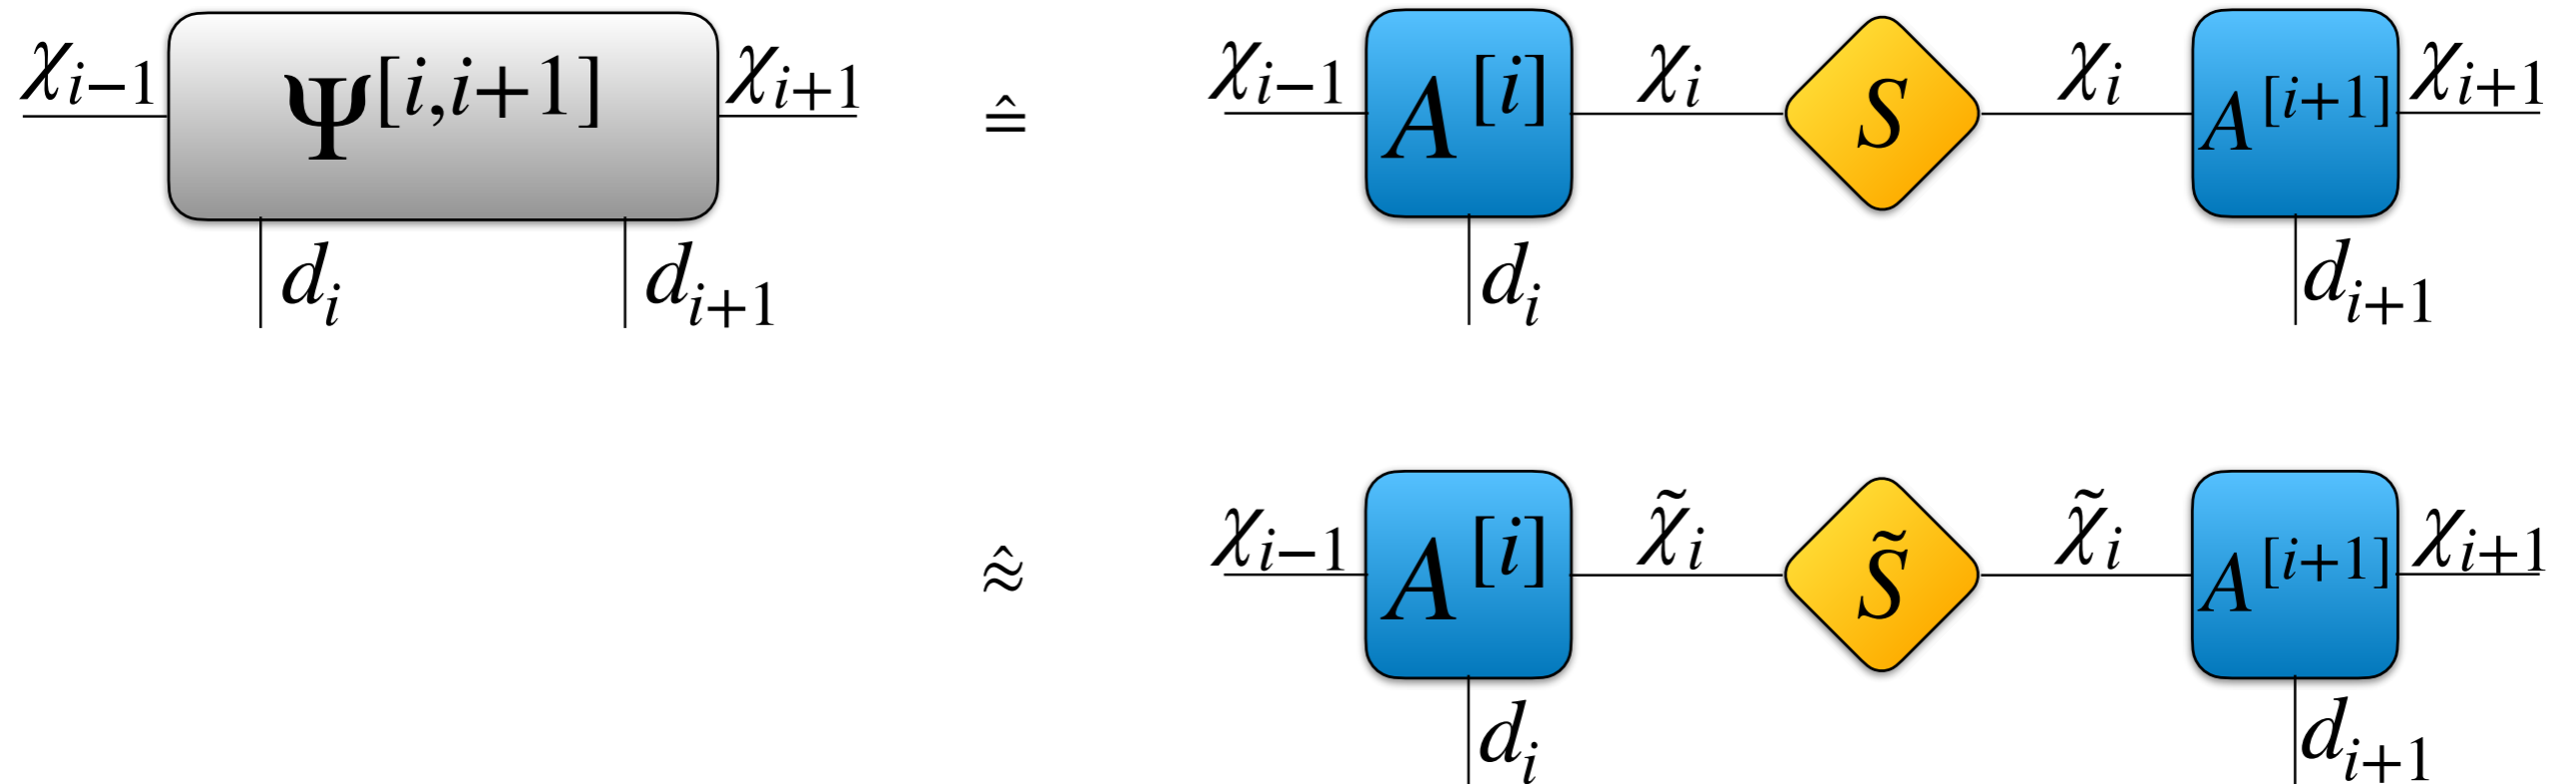 χᵢ₋₁ Ψ^[i,i+1] χᵢ₊₁ ≙ χᵢ₋₁ A^[i] χᵢ S χᵢ A^[i+1] χᵢ₊₁
dᵢ dᵢ₊₁ dᵢ dᵢ₊₁
≈̂ χᵢ₋₁ A^[i] χ̃ᵢ S̃ χ̃ᵢ A^[i+1] χᵢ₊₁
dᵢ dᵢ₊₁